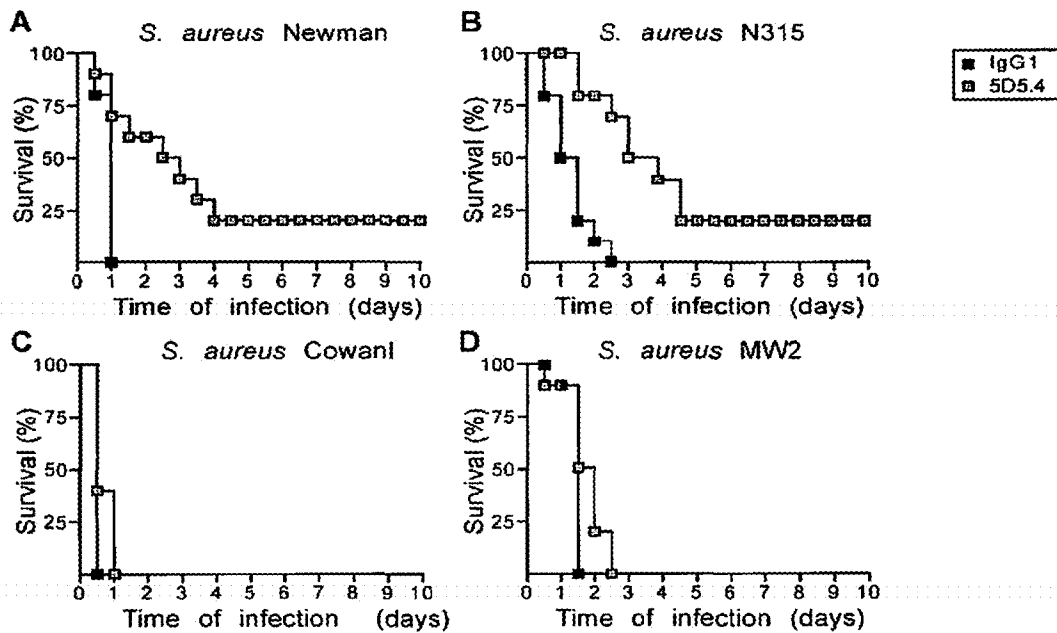 A
S. aureus Newman
100
75
50
25
Survival (%)
0 1 2 3 4 5 6 7 8 9 10
Time of infection (days)
B
S. aureus N315
100
75
50
25
Survival (%)
0 1 2 3 4 5 6 7 8 9 10
Time of infection (days)
IgG1
5D5.4
C
S. aureus CowanI
100
75
50
25
Survival (%)
0 1 2 3 4 5 6 7 8 9 10
Time of infection (days)
D
S. aureus MW2
100
75
50
25
Survival (%)
0 1 2 3 4 5 6 7 8 9 10
Time of infection (days)